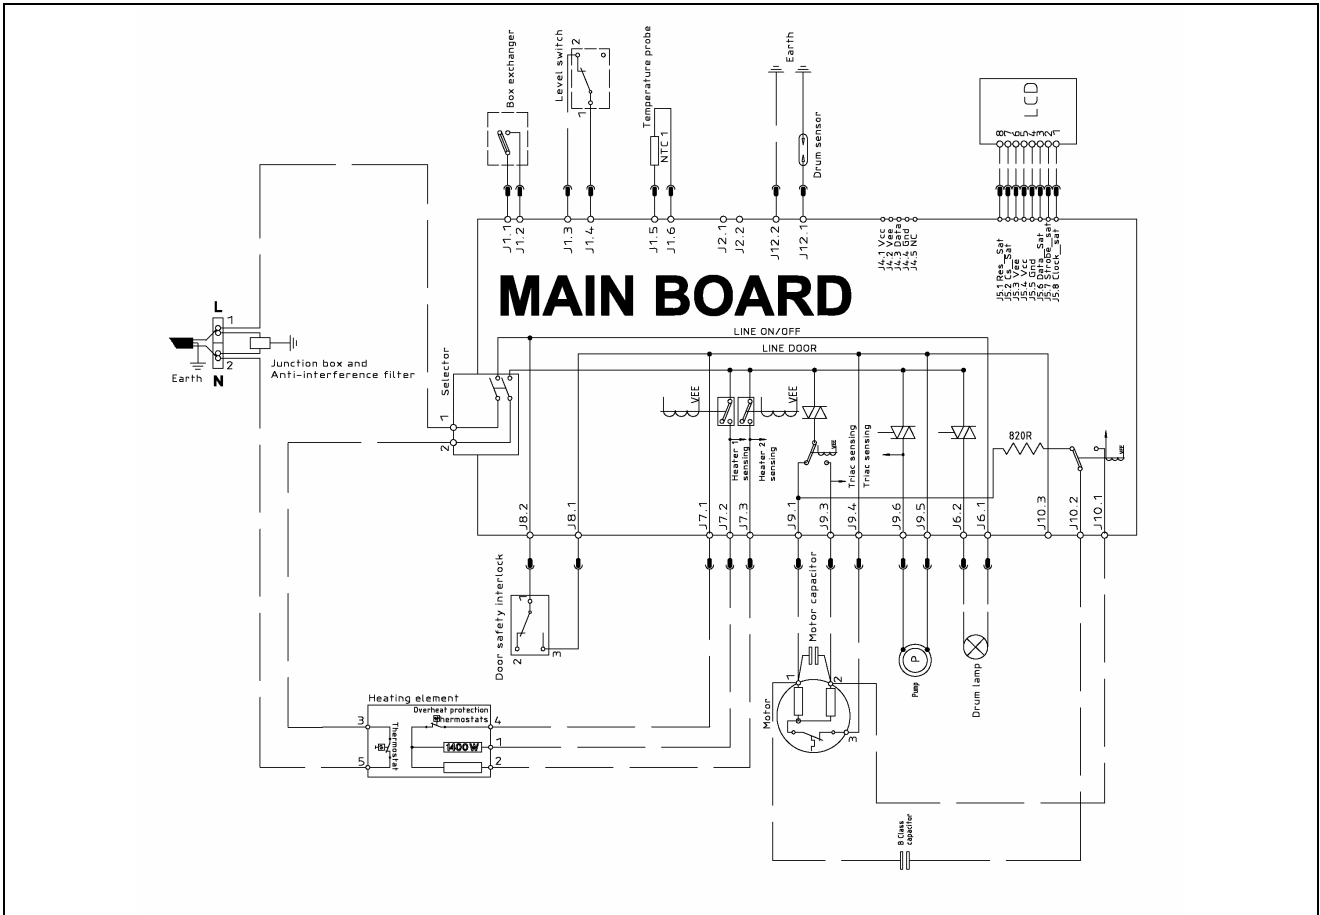 Box exchanger
Level switch
2
1
Temperature probe
NTC 1
Earth
Drum sensor
LCD
8
7
6
5
4
3
2
1
J1.1
J1.2
J1.3
J1.4
J1.5
J1.6
J2.1
J2.2
J12.2
J12.1
J4.1 Vcc
J4.2 Vee
J4.3 Data
J4.4 Gnd
J4.5 NC
J5.1 Res_Sat
J5.2 Cs_Sat
J5.3 Vee
J5.4 Vcc
J5.5 Gnd
J5.6 Data_Sat
J5.7 Strobe_sat
J5.8 Clock_sat
MAIN BOARD
L
1
2
N
Earth
Junction box and
Anti-interference filter
LINE ON/OFF
LINE DOOR
Selector
1
2
VEE
VEE
Heater 1
sensing
Heater 2
sensing
VEE
Triac sensing
Triac sensing
820R
VEE
J8.2
J8.1
J7.1
J7.2
J7.3
J9.1
J9.3
J9.4
J9.6
J9.5
J6.2
J6.1
J10.3
J10.2
J10.1
Door safety interlock
1
2
3
Motor capacitor
Motor
1
2
3
P
Pump
Drum lamp
Heating element
Overheat protection
Thermostats
3
5
Thermostat
4
1
2
1400W
B Class
capacitor